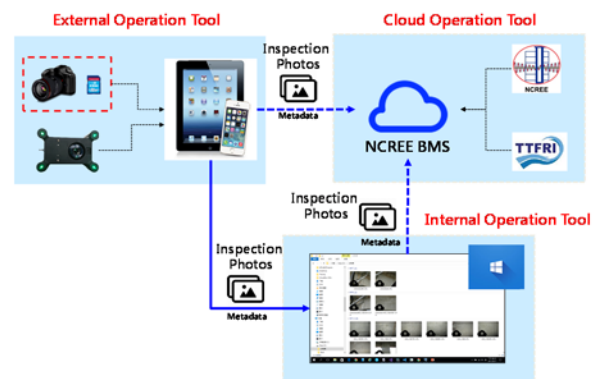 External Operation Tool
Cloud Operation Tool
Inspection
Photos
Metadata
NCREE
NCREE BMS
TTFRI
Inspection
Photos
Metadata
Internal Operation Tool
Inspection
Photos
Metadata